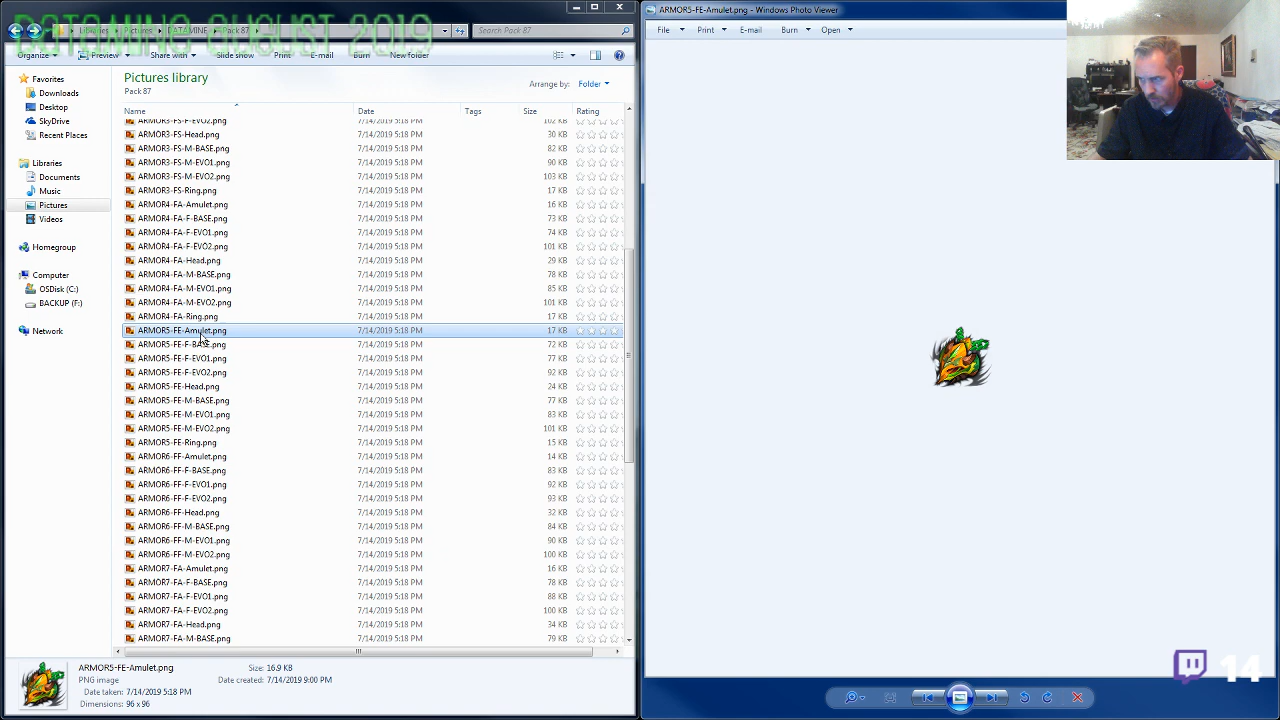 DATAMINE AUGUST 2019
Libraries Pictures DATAMINE Pack 87
Search Pack 87
Organize Preview Share with Slide show Print E-mail Burn New folder
Favorites
Downloads
Desktop
SkyDrive
Recent Places
Libraries
Documents
Music
Pictures
Videos
Homegroup
Computer
OSDisk (C:)
BACKUP (F:)
Network
Pictures library
Pack 87
Arrange by: Folder
Name Date Tags Size Rating
ARMOR3-FS-F-EVO2.png 7/14/2019 5:18 PM 102 KB
ARMOR3-FS-Head.png 7/14/2019 5:18 PM 30 KB
ARMOR3-FS-M-BASE.png 7/14/2019 5:18 PM 82 KB
ARMOR3-FS-M-EVO1.png 7/14/2019 5:18 PM 90 KB
ARMOR3-FS-M-EVO2.png 7/14/2019 5:18 PM 103 KB
ARMOR3-FS-Ring.png 7/14/2019 5:18 PM 17 KB
ARMOR4-FA-Amulet.png 7/14/2019 5:18 PM 16 KB
ARMOR4-FA-F-BASE.png 7/14/2019 5:18 PM 73 KB
ARMOR4-FA-F-EVO1.png 7/14/2019 5:18 PM 74 KB
ARMOR4-FA-F-EVO2.png 7/14/2019 5:18 PM 101 KB
ARMOR4-FA-Head.png 7/14/2019 5:18 PM 29 KB
ARMOR4-FA-M-BASE.png 7/14/2019 5:18 PM 78 KB
ARMOR4-FA-M-EVO1.png 7/14/2019 5:18 PM 85 KB
ARMOR4-FA-M-EVO2.png 7/14/2019 5:18 PM 101 KB
ARMOR4-FA-Ring.png 7/14/2019 5:18 PM 17 KB
ARMOR5-FE-Amulet.png 7/14/2019 5:18 PM 17 KB
ARMOR5-FE-F-BASE.png 7/14/2019 5:18 PM 72 KB
ARMOR5-FE-F-EVO1.png 7/14/2019 5:18 PM 77 KB
ARMOR5-FE-F-EVO2.png 7/14/2019 5:18 PM 92 KB
ARMOR5-FE-Head.png 7/14/2019 5:18 PM 24 KB
ARMOR5-FE-M-BASE.png 7/14/2019 5:18 PM 77 KB
ARMOR5-FE-M-EVO1.png 7/14/2019 5:18 PM 83 KB
ARMOR5-FE-M-EVO2.png 7/14/2019 5:18 PM 101 KB
ARMOR5-FE-Ring.png 7/14/2019 5:18 PM 15 KB
ARMOR6-FF-Amulet.png 7/14/2019 5:18 PM 14 KB
ARMOR6-FF-F-BASE.png 7/14/2019 5:18 PM 83 KB
ARMOR6-FF-F-EVO1.png 7/14/2019 5:18 PM 92 KB
ARMOR6-FF-F-EVO2.png 7/14/2019 5:18 PM 93 KB
ARMOR6-FF-Head.png 7/14/2019 5:18 PM 32 KB
ARMOR6-FF-M-BASE.png 7/14/2019 5:18 PM 84 KB
ARMOR6-FF-M-EVO1.png 7/14/2019 5:18 PM 90 KB
ARMOR6-FF-M-EVO2.png 7/14/2019 5:18 PM 100 KB
ARMOR7-FA-Amulet.png 7/14/2019 5:18 PM 16 KB
ARMOR7-FA-F-BASE.png 7/14/2019 5:18 PM 78 KB
ARMOR7-FA-F-EVO1.png 7/14/2019 5:18 PM 88 KB
ARMOR7-FA-F-EVO2.png 7/14/2019 5:18 PM 100 KB
ARMOR7-FA-Head.png 7/14/2019 5:18 PM 34 KB
ARMOR7-FA-M-BASE.png 7/14/2019 5:18 PM 79 KB
ARMOR5-FE-Amulet.png Size: 16.9 KB
PNG image Date created: 7/14/2019 9:00 PM
Date taken: 7/14/2019 5:18 PM
Dimensions: 96 x 96
ARMOR5-FE-Amulet.png - Windows Photo Viewer
File Print E-mail Burn Open
14